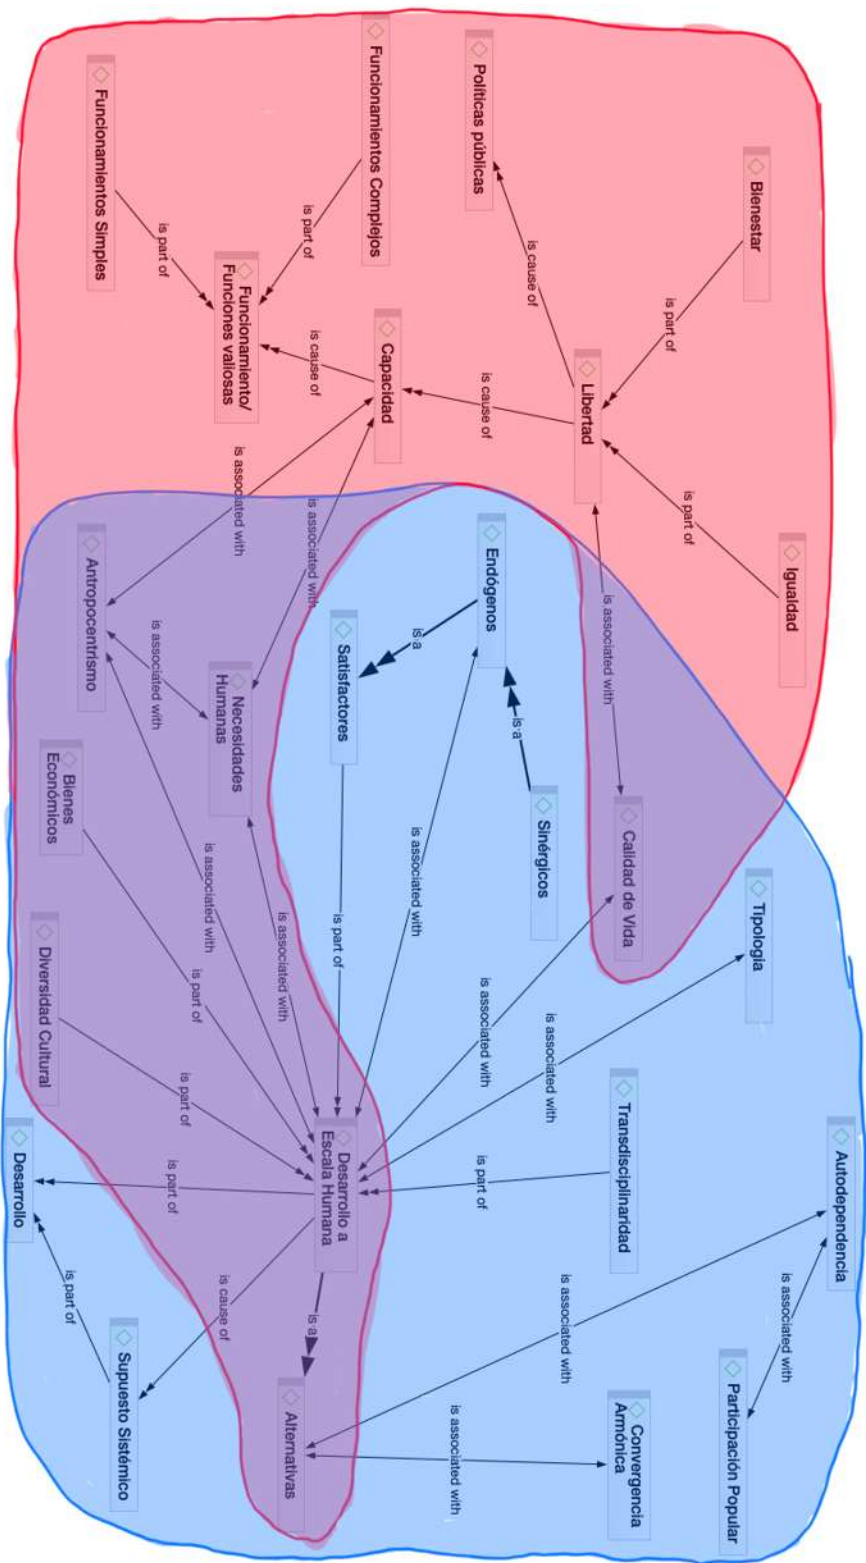 Autodependencia
Igualdad
is associated with
Bienestar
Tipologia
Participación Popular
is part of
is part of
Calidad de Vida
Transdisciplinaridad
Convergencia
Armónica
is associated with
Libertad
is associated with
is associated with
Sinérgicos
is cause of
is a
Endógenos
Políticas públicas
is cause of
is associated with
is part of
is associated with
is a
is associated with
Capacidad
Funcionamientos Complejos
Satisfactores
is part of
Desarrollo a
Escala Humana
is cause of
is part of
is associated with
is associated with
is a
Alternativas
Funcionamiento/
Funciones valiosas
Necesidades
Humanas
is associated with
is associated with
is part of
is cause of
is part of
is associated with
is part of
is part of
Funcionamientos Simples
Antropocentrismo
Supuesto Sistémico
Bienes
Económicos
is part of
Diversidad Cultural
Desarrollo